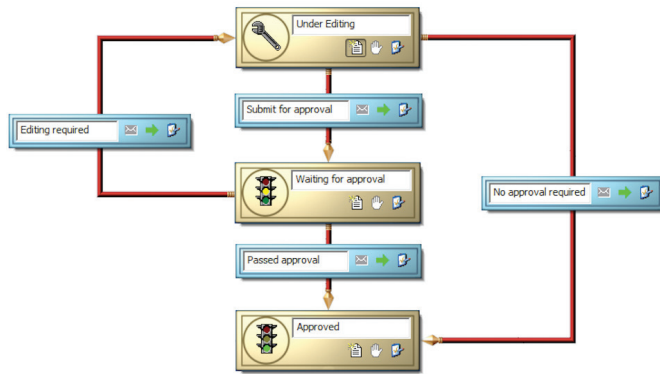 Under Editing
Submit for approval
Editing required
Waiting for approval
No approval required
Passed approval
Approved